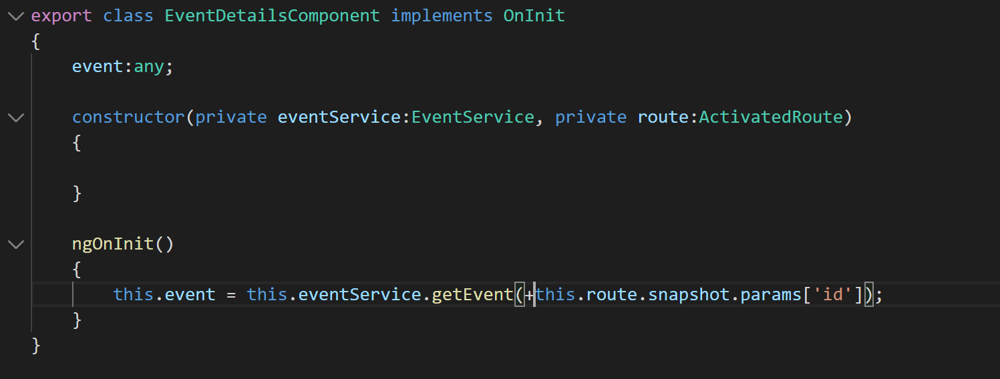 export class EventDetailsComponent implements OnInit
{
    event:any;
    constructor(private eventService:EventService, private route:ActivatedRoute)
    {
    }
    ngOnInit()
    {
        this.event = this.eventService.getEvent(+this.route.snapshot.params['id']);
    }
}